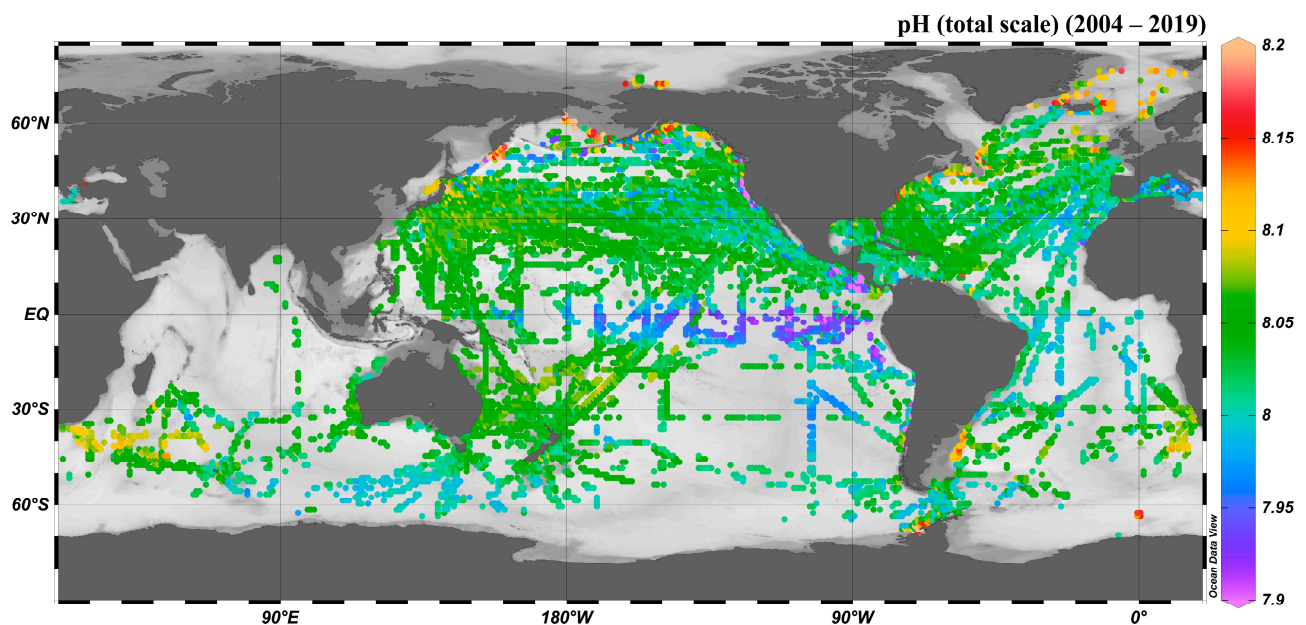 pH (total scale) (2004 – 2019)
8.2
8.15
8.1
8.05
8
7.95
7.9
60°N
30°N
EQ
30°S
60°S
90°E
180°W
90°W
0°
Ocean Data View